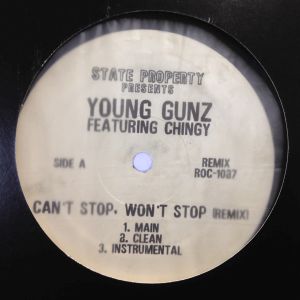 STATE PROPERTY
PRESENTS
YOUNG GUNZ
FEATURING CHINGY
SIDE A
REMIX
ROC-1037
CAN'T STOP, WON'T STOP (REMIX)
1. MAIN
2. CLEAN
3. INSTRUMENTAL